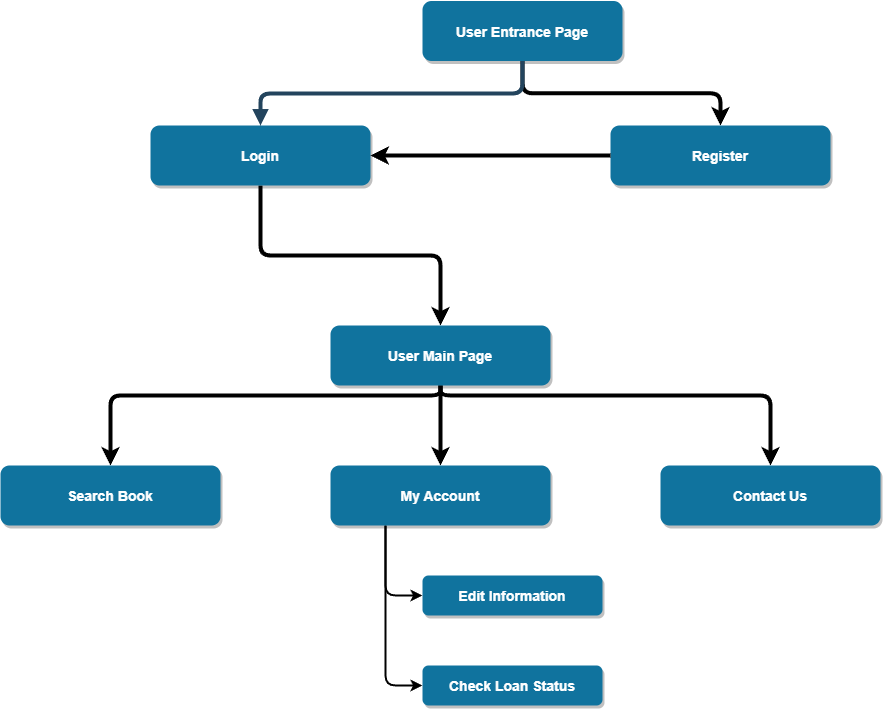 User Entrance Page
Login
Register
User Main Page
Search Book
My Account
Contact Us
Edit Information
Check Loan Status